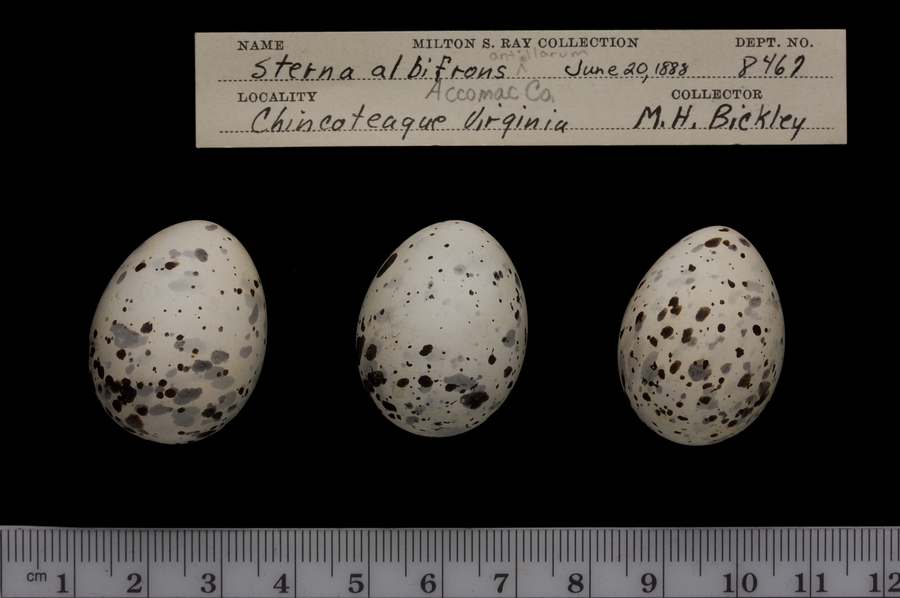 NAME MILTON S. RAY COLLECTION DEPT. NO.
antillarum
Sterna albifrons ^ June 20, 1888 8467
Accomac Co.
LOCALITY COLLECTOR
Chincoteague Virginia M. H. Bickley
cm 1 2 3 4 5 6 7 8 9 10 11 12